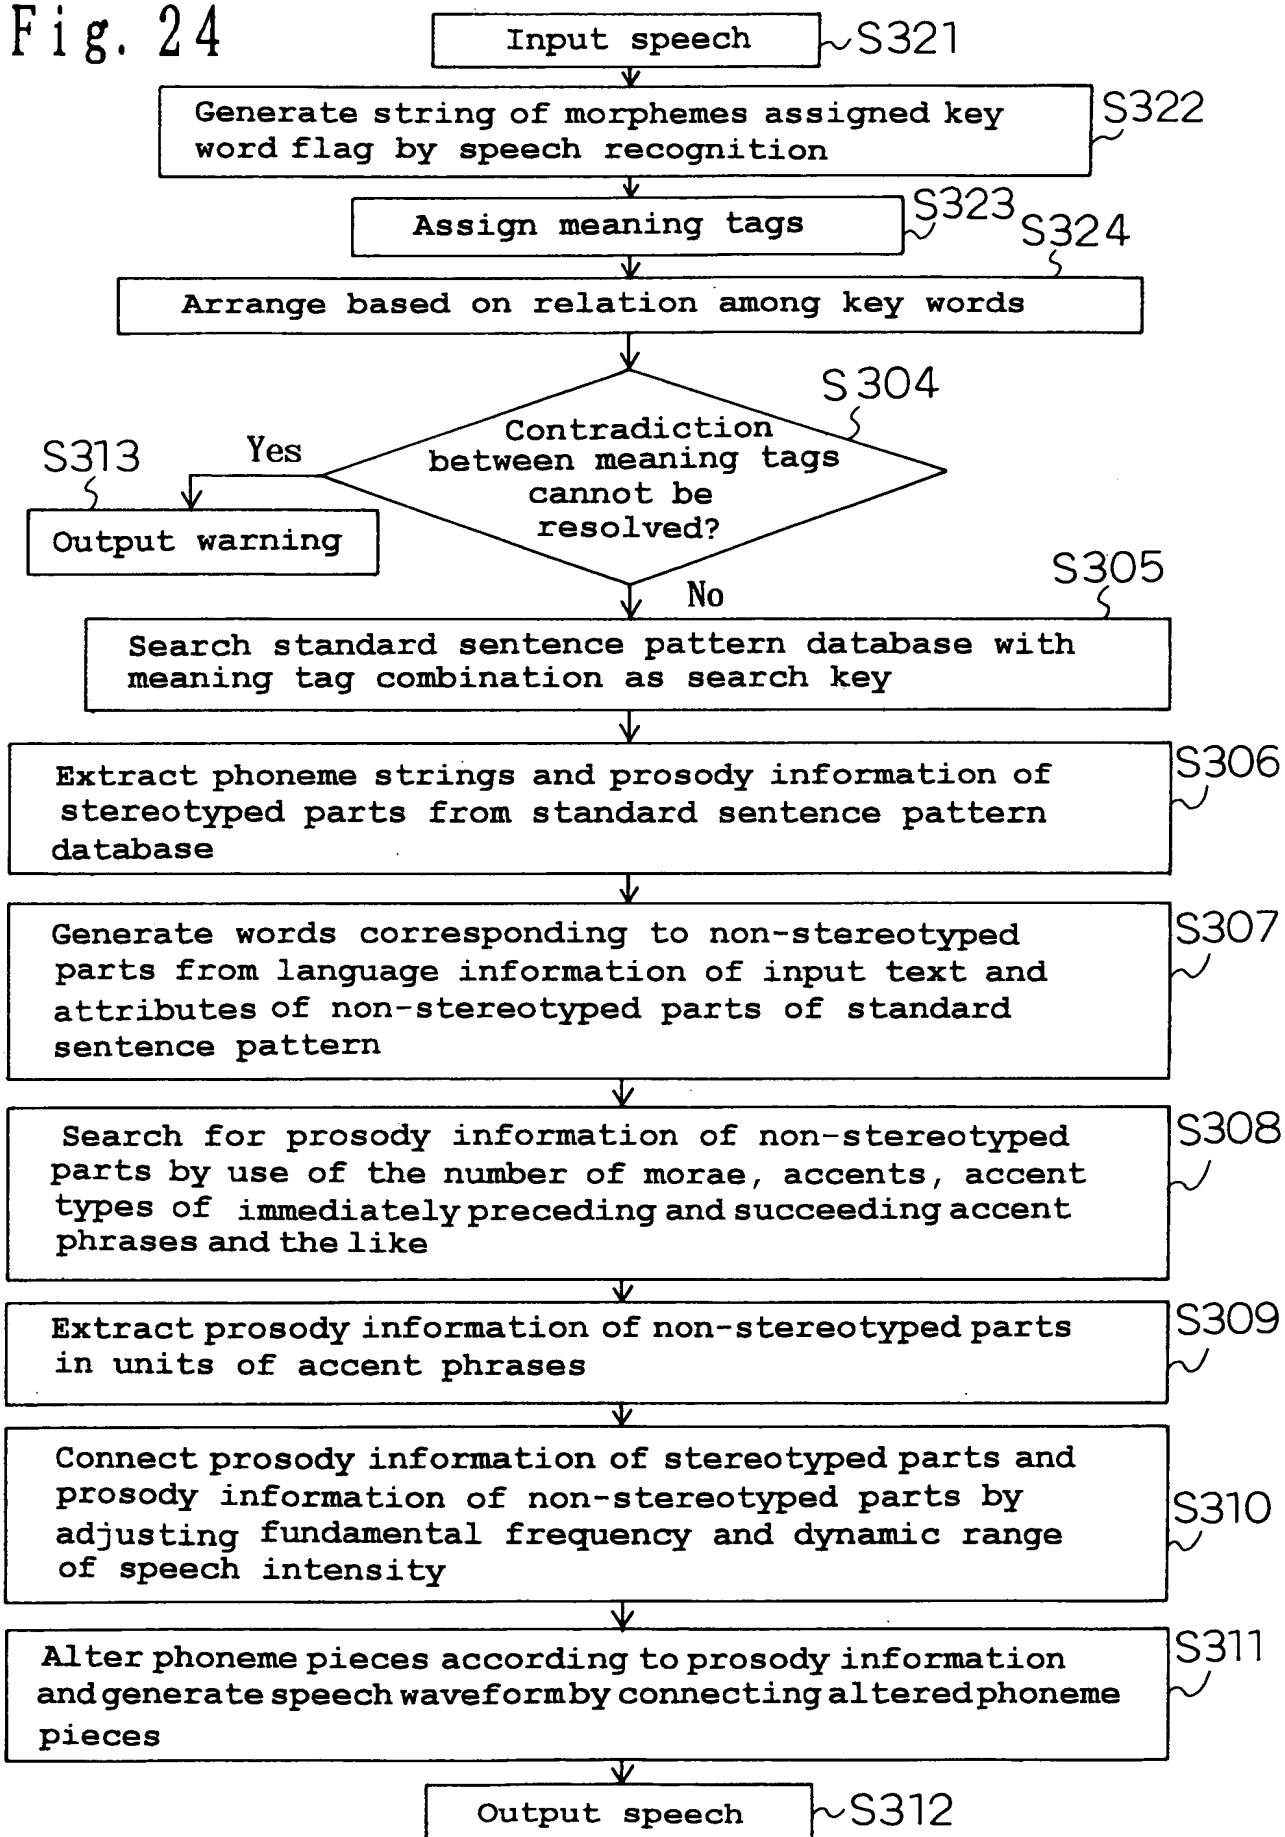 Fig. 24
Input speech
S321
Generate string of morphemes assigned key
word flag by speech recognition
S322
Assign meaning tags
S323
S324
Arrange based on relation among key words
S304
Contradiction
between meaning tags
cannot be
resolved?
Yes
S313
Output warning
No
S305
Search standard sentence pattern database with
meaning tag combination as search key
Extract phoneme strings and prosody information of
stereotyped parts from standard sentence pattern
database
S306
Generate words corresponding to non-stereotyped
parts from language information of input text and
attributes of non-stereotyped parts of standard
sentence pattern
S307
Search for prosody information of non-stereotyped
parts by use of the number of morae, accents, accent
types of immediately preceding and succeeding accent
phrases and the like
S308
Extract prosody information of non-stereotyped parts
in units of accent phrases
S309
Connect prosody information of stereotyped parts and
prosody information of non-stereotyped parts by
adjusting fundamental frequency and dynamic range
of speech intensity
S310
Alter phoneme pieces according to prosody information
and generate speech waveform by connecting altered phoneme
pieces
S311
Output speech
S312